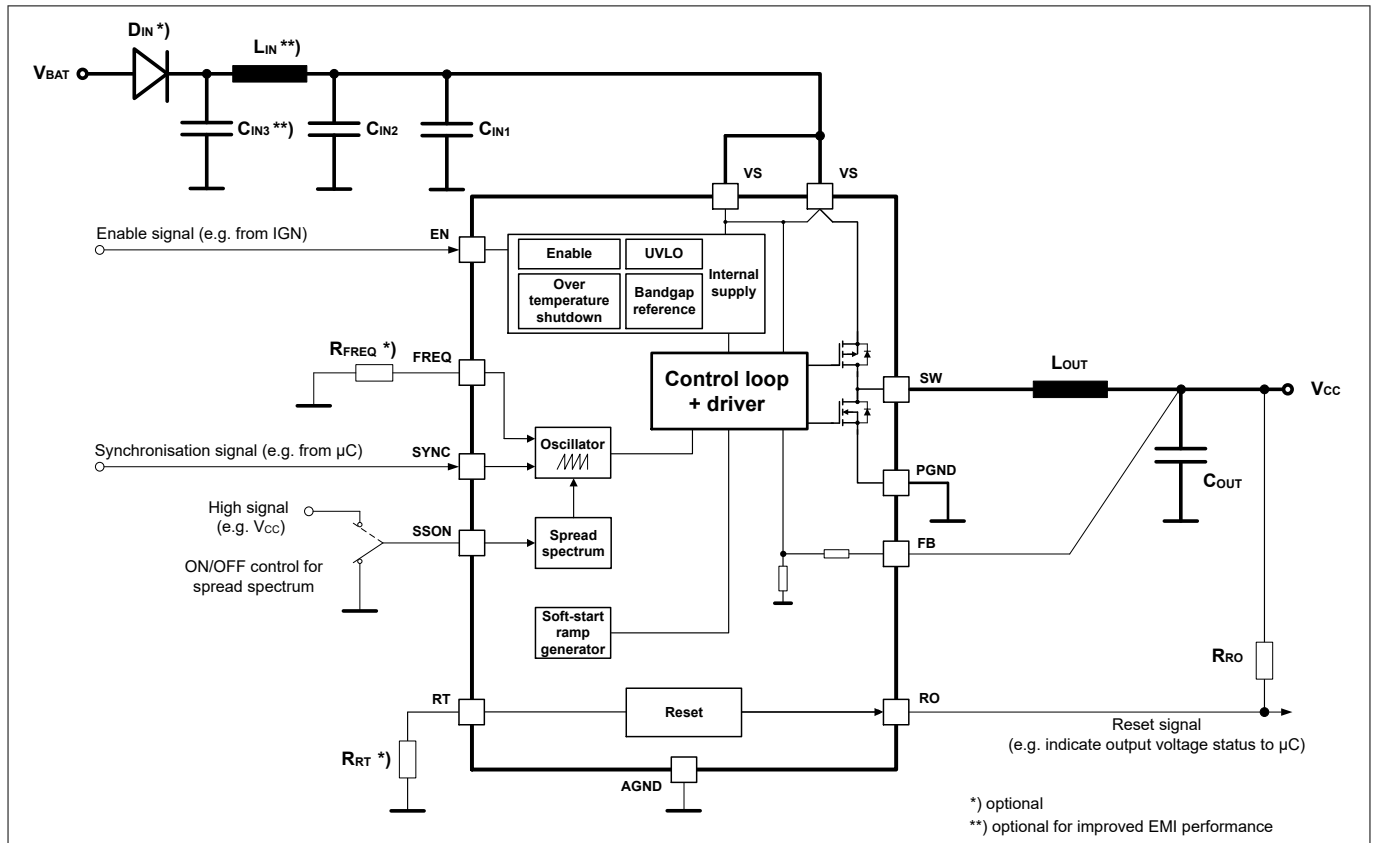 DIN *)
LIN **)
VBAT
CIN3 **)
CIN2
CIN1
VS
VS
Enable signal (e.g. from IGN)
EN
Enable
UVLO
Internal
supply
Over
temperature
shutdown
Bandgap
reference
RFREQ *)
FREQ
Control loop
+ driver
SW
LOUT
VCC
Synchronisation signal (e.g. from µC)
SYNC
Oscillator
PGND
COUT
High signal
(e.g. VCC)
SSON
Spread
spectrum
FB
ON/OFF control for
spread spectrum
Soft-start
ramp
generator
RRO
RT
Reset
RO
Reset signal
(e.g. indicate output voltage status to µC)
RRT *)
AGND
*) optional
**) optional for improved EMI performance